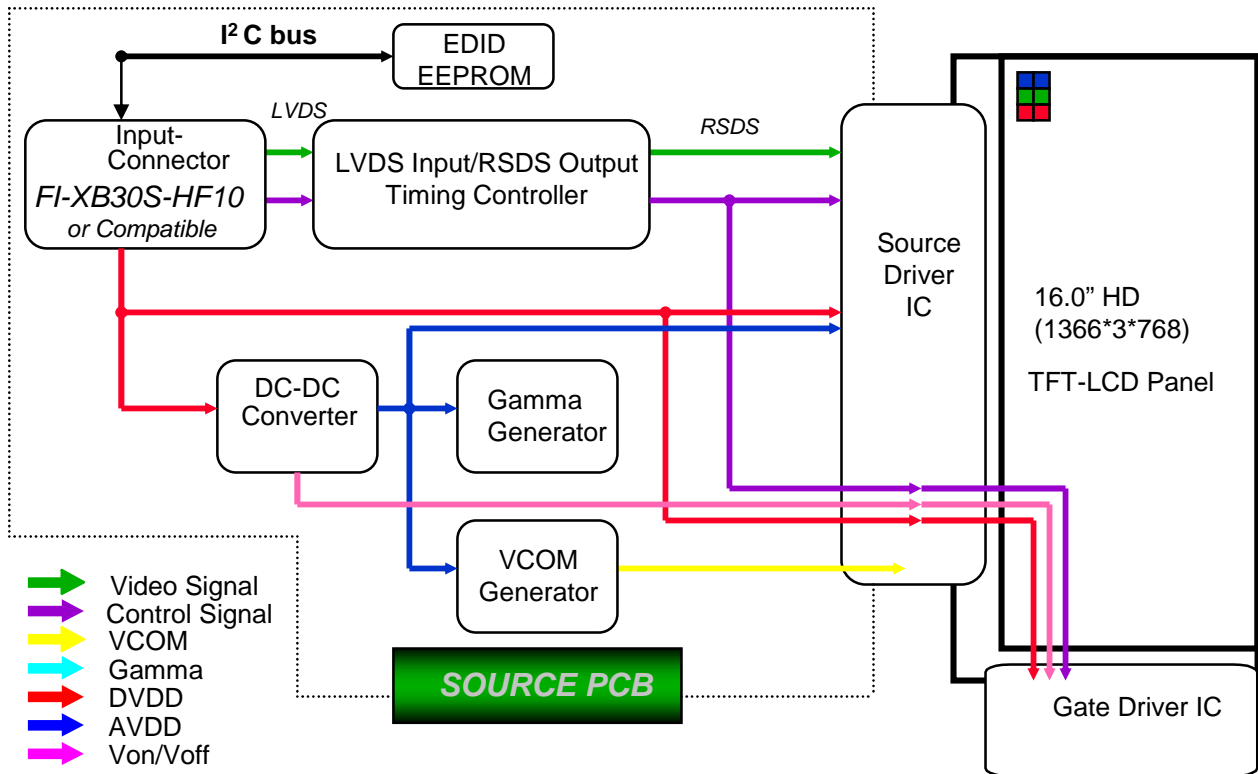 I² C bus
EDID
EEPROM
LVDS
RSDS
Input-
Connector
FI-XB30S-HF10
or Compatible
LVDS Input/RSDS Output
Timing Controller
Source
Driver
IC
16.0” HD
(1366*3*768)
TFT-LCD Panel
DC-DC
Converter
Gamma
Generator
VCOM
Generator
Video Signal
Control Signal
VCOM
Gamma
DVDD
AVDD
Von/Voff
SOURCE PCB
Gate Driver IC